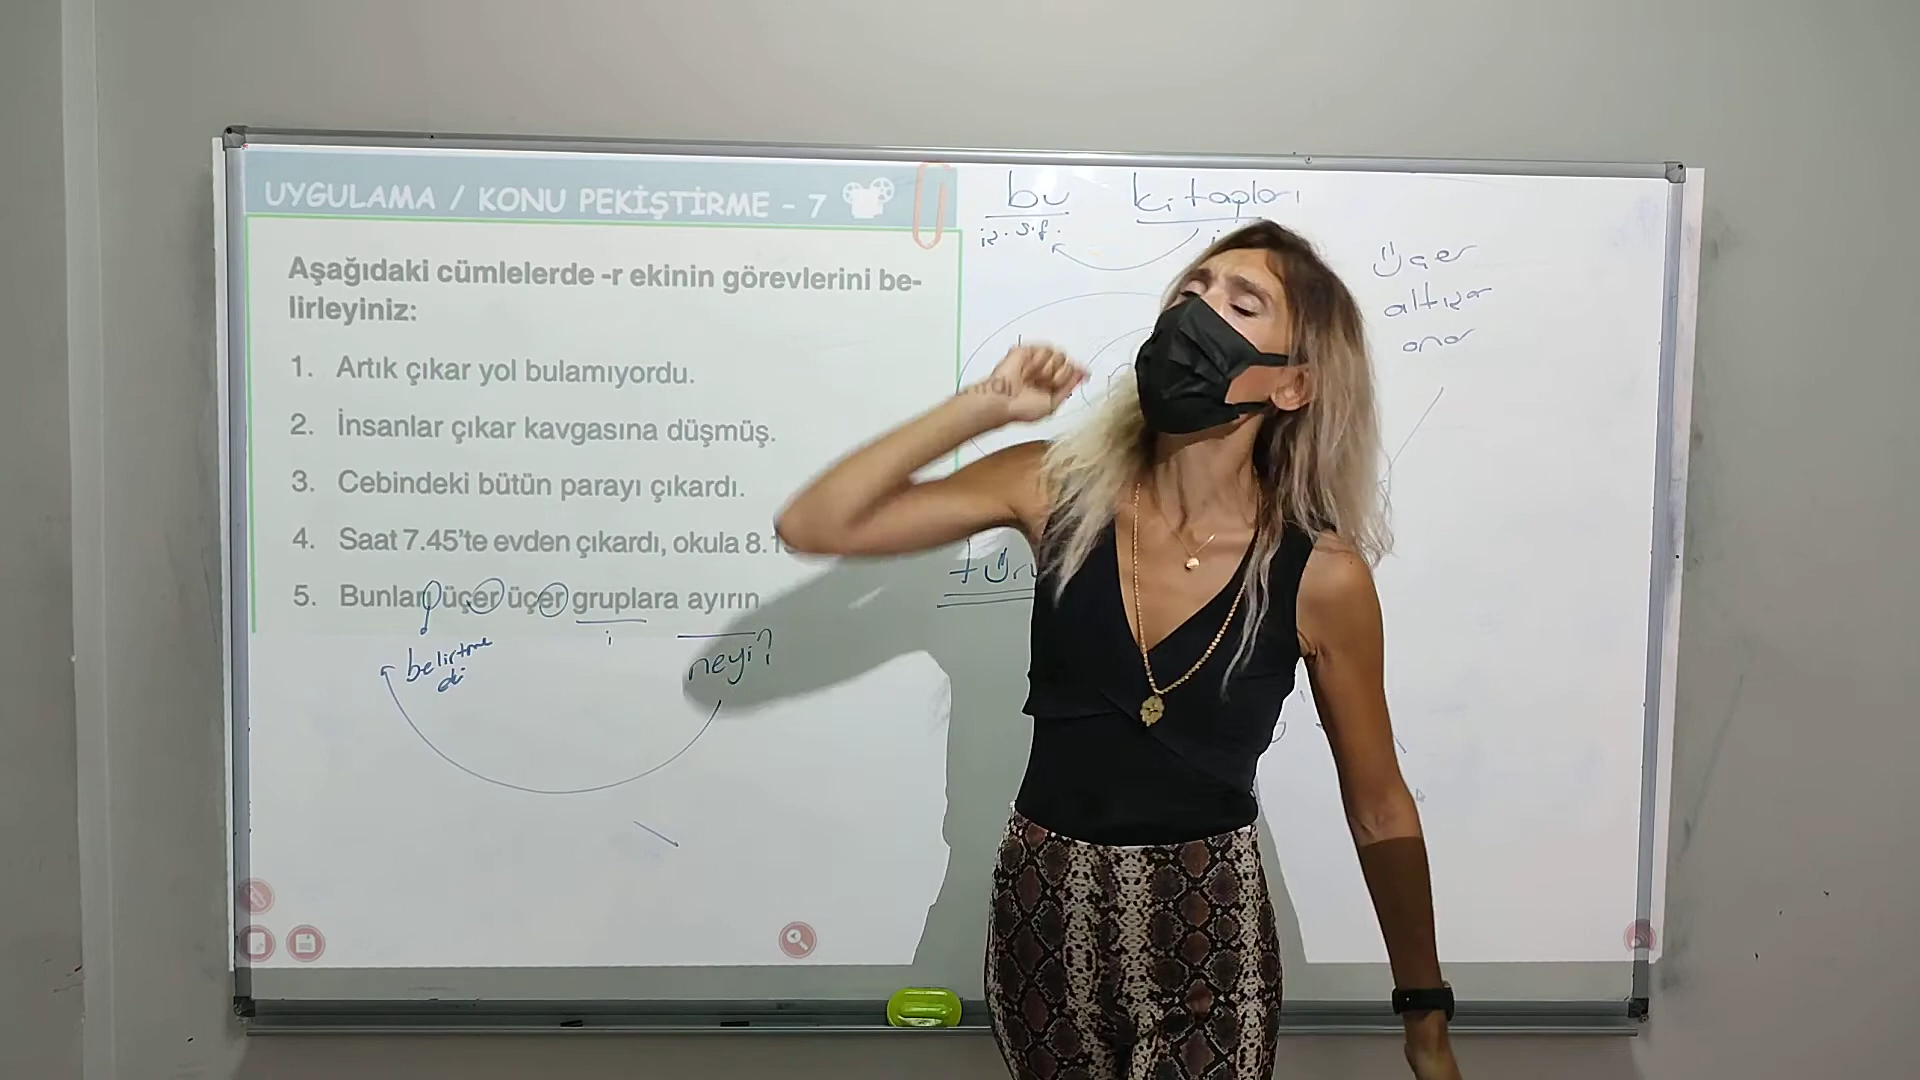 UYGULAMA / KONU PEKİŞTİRME - 7
Aşağıdaki cümlelerde -r ekinin görevlerini be-
lirleyiniz:
1. Artık çıkar yol bulamıyordu.
2. İnsanlar çıkar kavgasına düşmüş.
3. Cebindeki bütün parayı çıkardı.
4. Saat 7.45'te evden çıkardı, okula 8.
5. Bunları üçer üçer gruplara ayırın
i
belirtme
neyi?
bu kitapları
iş. sıf.
üçer
altışar
onar